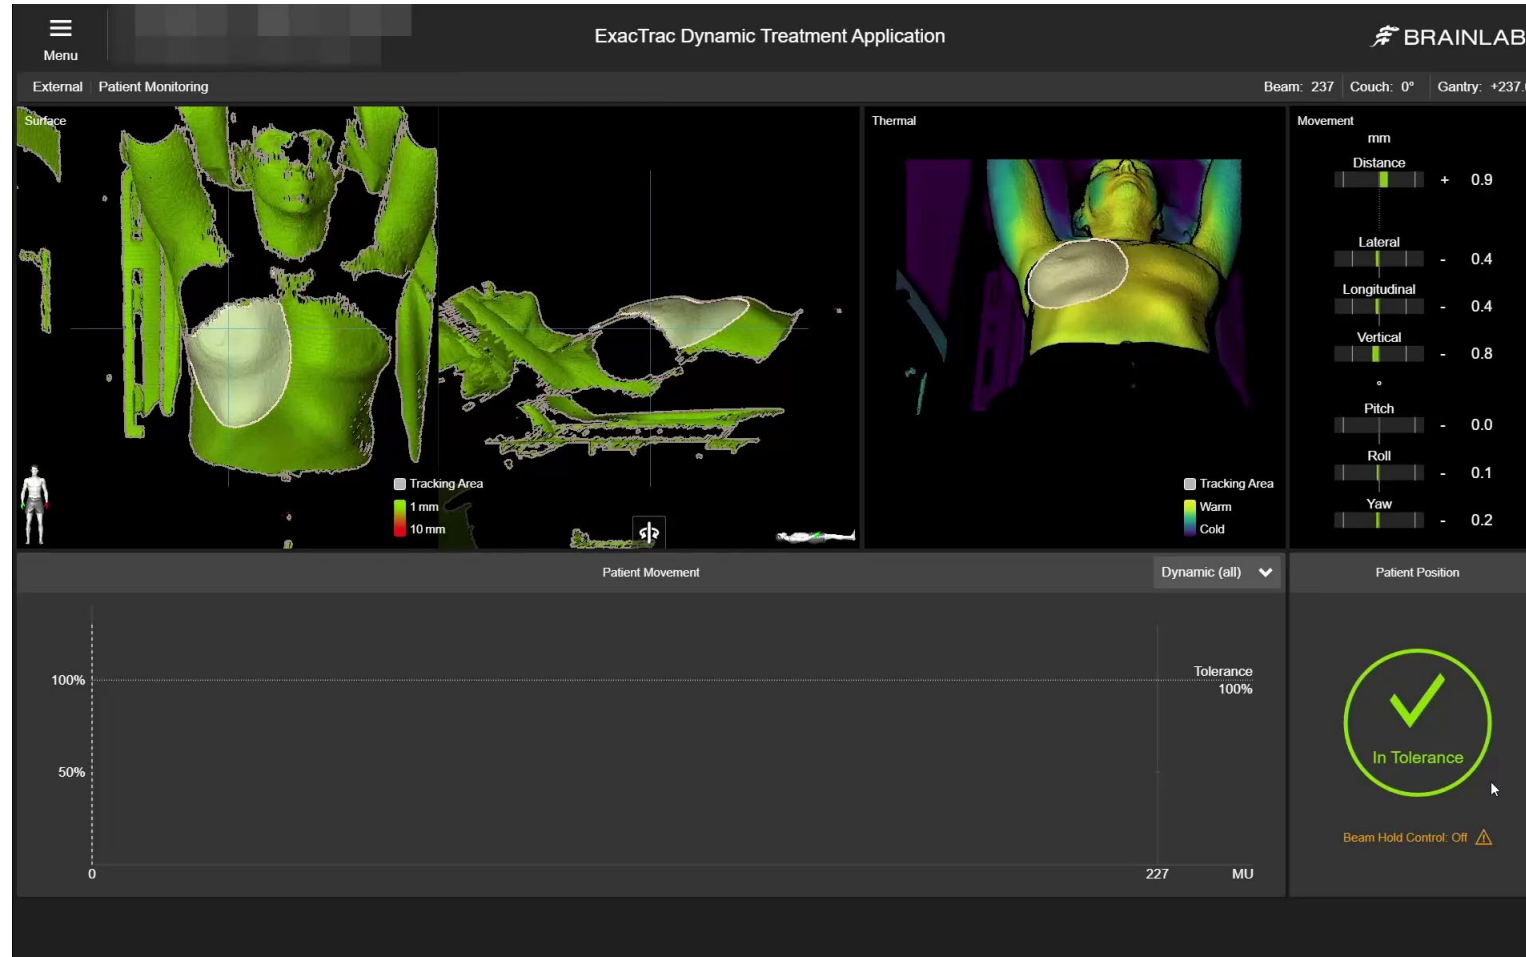 ExacTrac Dynamic Treatment Application
BRAINLAB
Menu
External Patient Monitoring
Beam: 237 Couch: 0° Gantry: +237.
Surface
Tracking Area
1 mm
10 mm
Thermal
Tracking Area
Warm
Cold
Movement
mm
Distance
+ 0.9
Lateral
- 0.4
Longitudinal
- 0.4
Vertical
- 0.8
°
Pitch
- 0.0
Roll
- 0.1
Yaw
- 0.2
Patient Movement
Dynamic (all)
100%
50%
Tolerance
100%
0
227 MU
Patient Position
In Tolerance
Beam Hold Control: Off